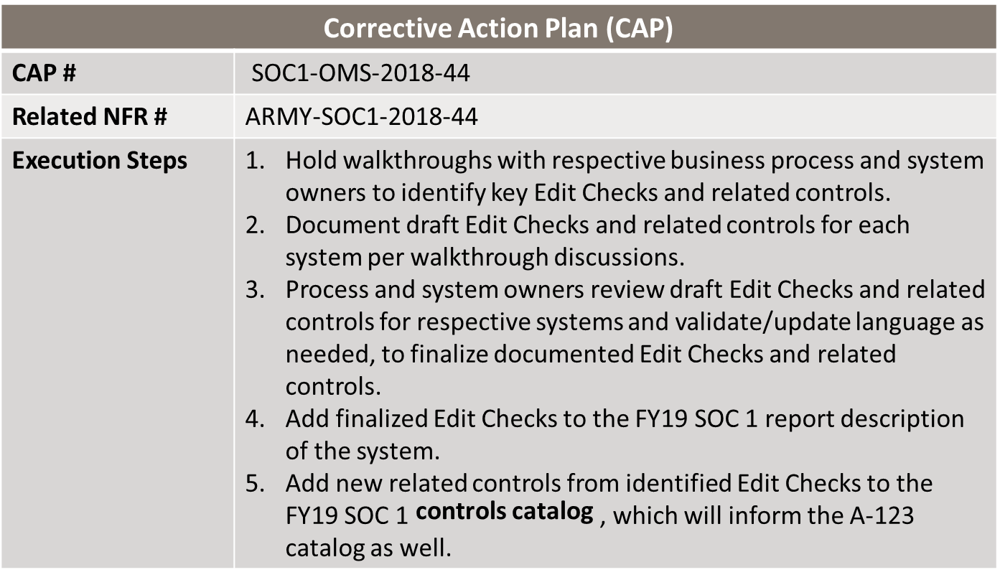 Corrective Action Plan (CAP)
CAP # SOC1-OMS-2018-44
Related NFR # ARMY-SOC1-2018-44
Execution Steps 1. Hold walkthroughs with respective business process and system
owners to identify key Edit Checks and related controls.
2. Document draft Edit Checks and related controls for each
system per walkthrough discussions.
3. Process and system owners review draft Edit Checks and related
controls for respective systems and validate/update language as
needed, to finalize documented Edit Checks and related
controls.
4. Add finalized Edit Checks to the FY19 SOC 1 report description
of the system.
5. Add new related controls from identified Edit Checks to the
FY19 SOC 1 controls catalog , which will inform the A-123
catalog as well.